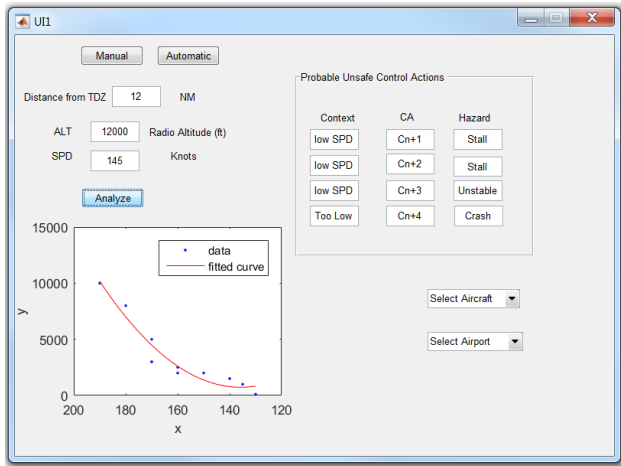 UI1
Manual Automatic
Distance from TDZ 12 NM
ALT 12000 Radio Altitude (ft)
SPD 145 Knots
Analyze
Probable Unsafe Control Actions
Context CA Hazard
low SPD Cn+1 Stall
low SPD Cn+2 Stall
low SPD Cn+3 Unstable
Too Low Cn+4 Crash
Select Aircraft
Select Airport
15000
10000
5000
0
y
data
fitted curve
200 180 160 140 120
x